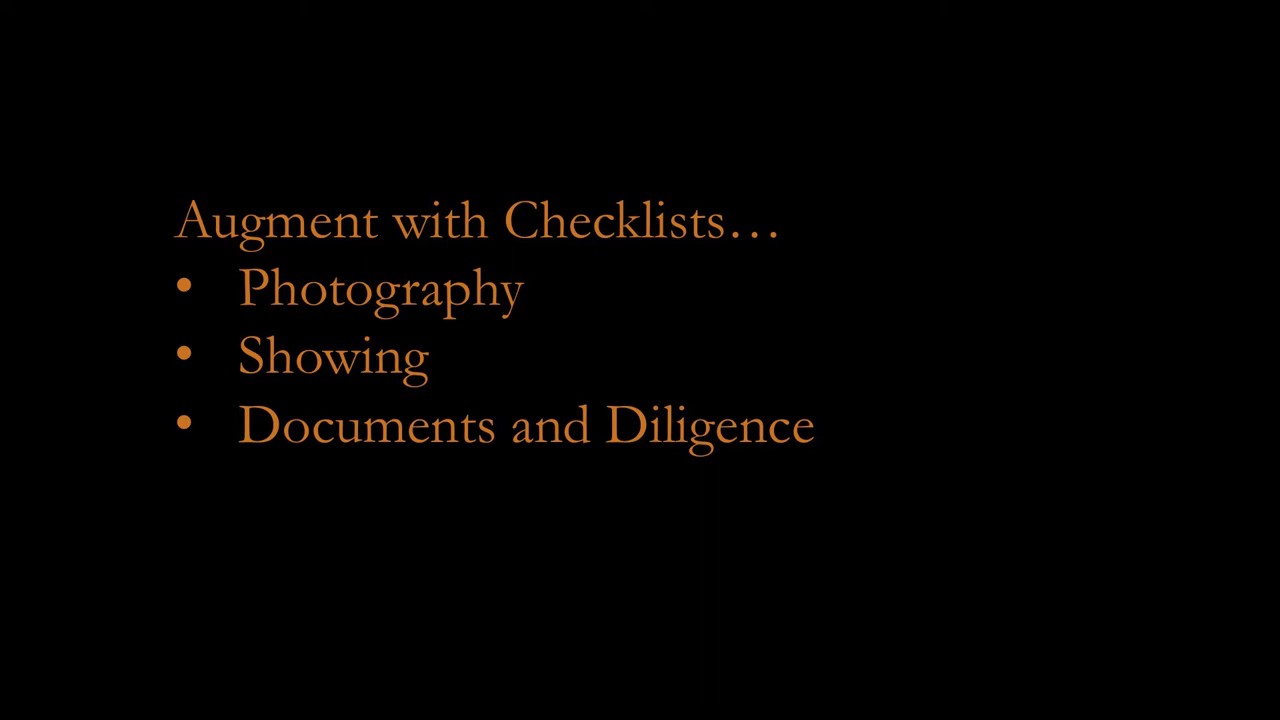 Augment with Checklists…
• Photography
• Showing
• Documents and Diligence